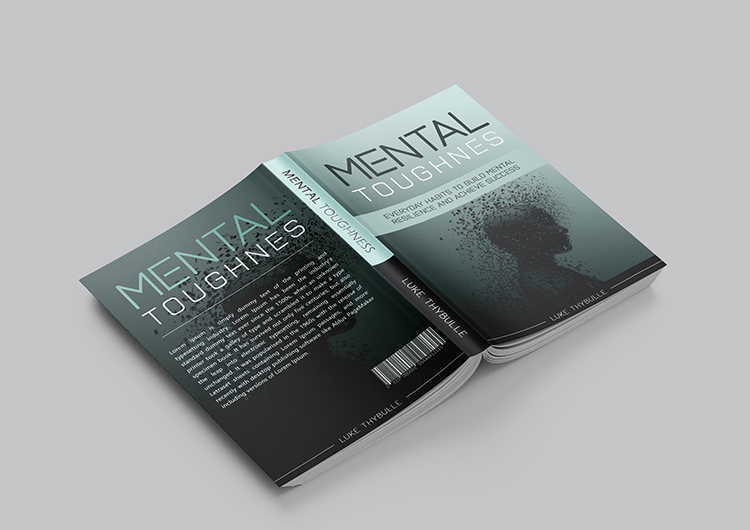 MENTAL
TOUGHNES
Lorem Ipsum is simply dummy text of the printing and
typesetting industry. Lorem Ipsum has been the industry's
standard dummy text ever since the 1500s, when an unknown
printer took a galley of type and scrambled it to make a type
specimen book. It has survived not only five centuries, but also
the leap into electronic typesetting, remaining essentially
unchanged. It was popularised in the 1960s with the release of
Letraset sheets containing Lorem Ipsum passages, and more
recently with desktop publishing software like Aldus PageMaker
including versions of Lorem Ipsum.
LUKE THYBULLE
MENTAL TOUGHNESS
LUKE THYBULLE
MENTAL
TOUGHNES
EVERYDAY HABITS TO BUILD MENTAL
RESILIENCE AND ACHIEVE SUCCESS
LUKE THYBULLE